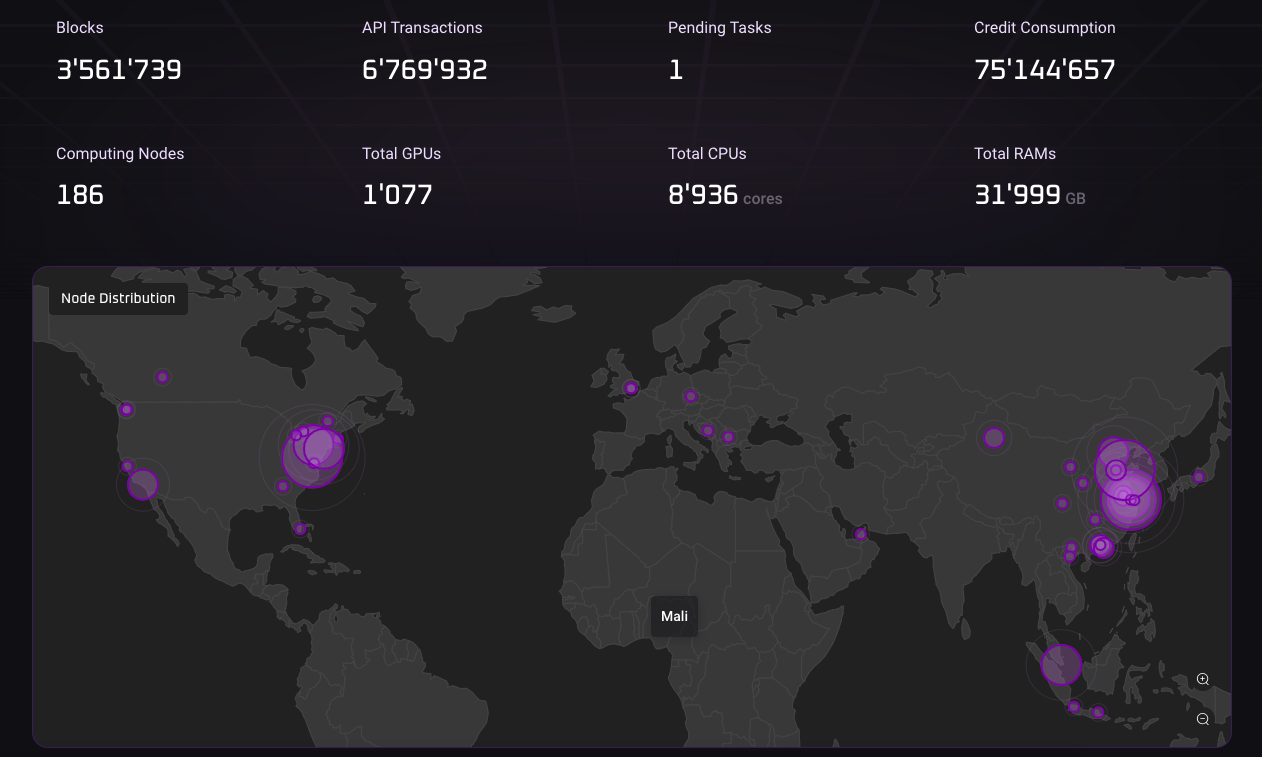 Blocks
API Transactions
Pending Tasks
Credit Consumption
3'561'739
6'769'932
1
75'144'657
Computing Nodes
Total GPUs
Total CPUs
Total RAMs
186
1'077
8'936 cores
31'999 GB
Node Distribution
Mali